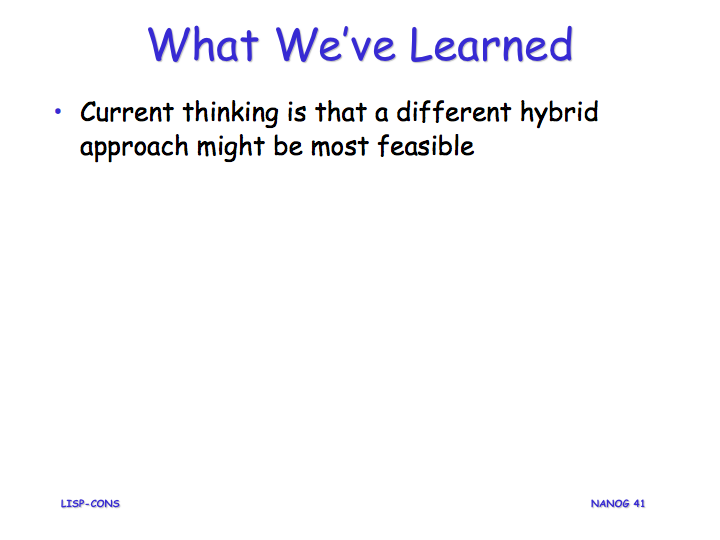 What We've Learned
• Current thinking is that a different hybrid
approach might be most feasible
LISP-CONS
NANOG 41